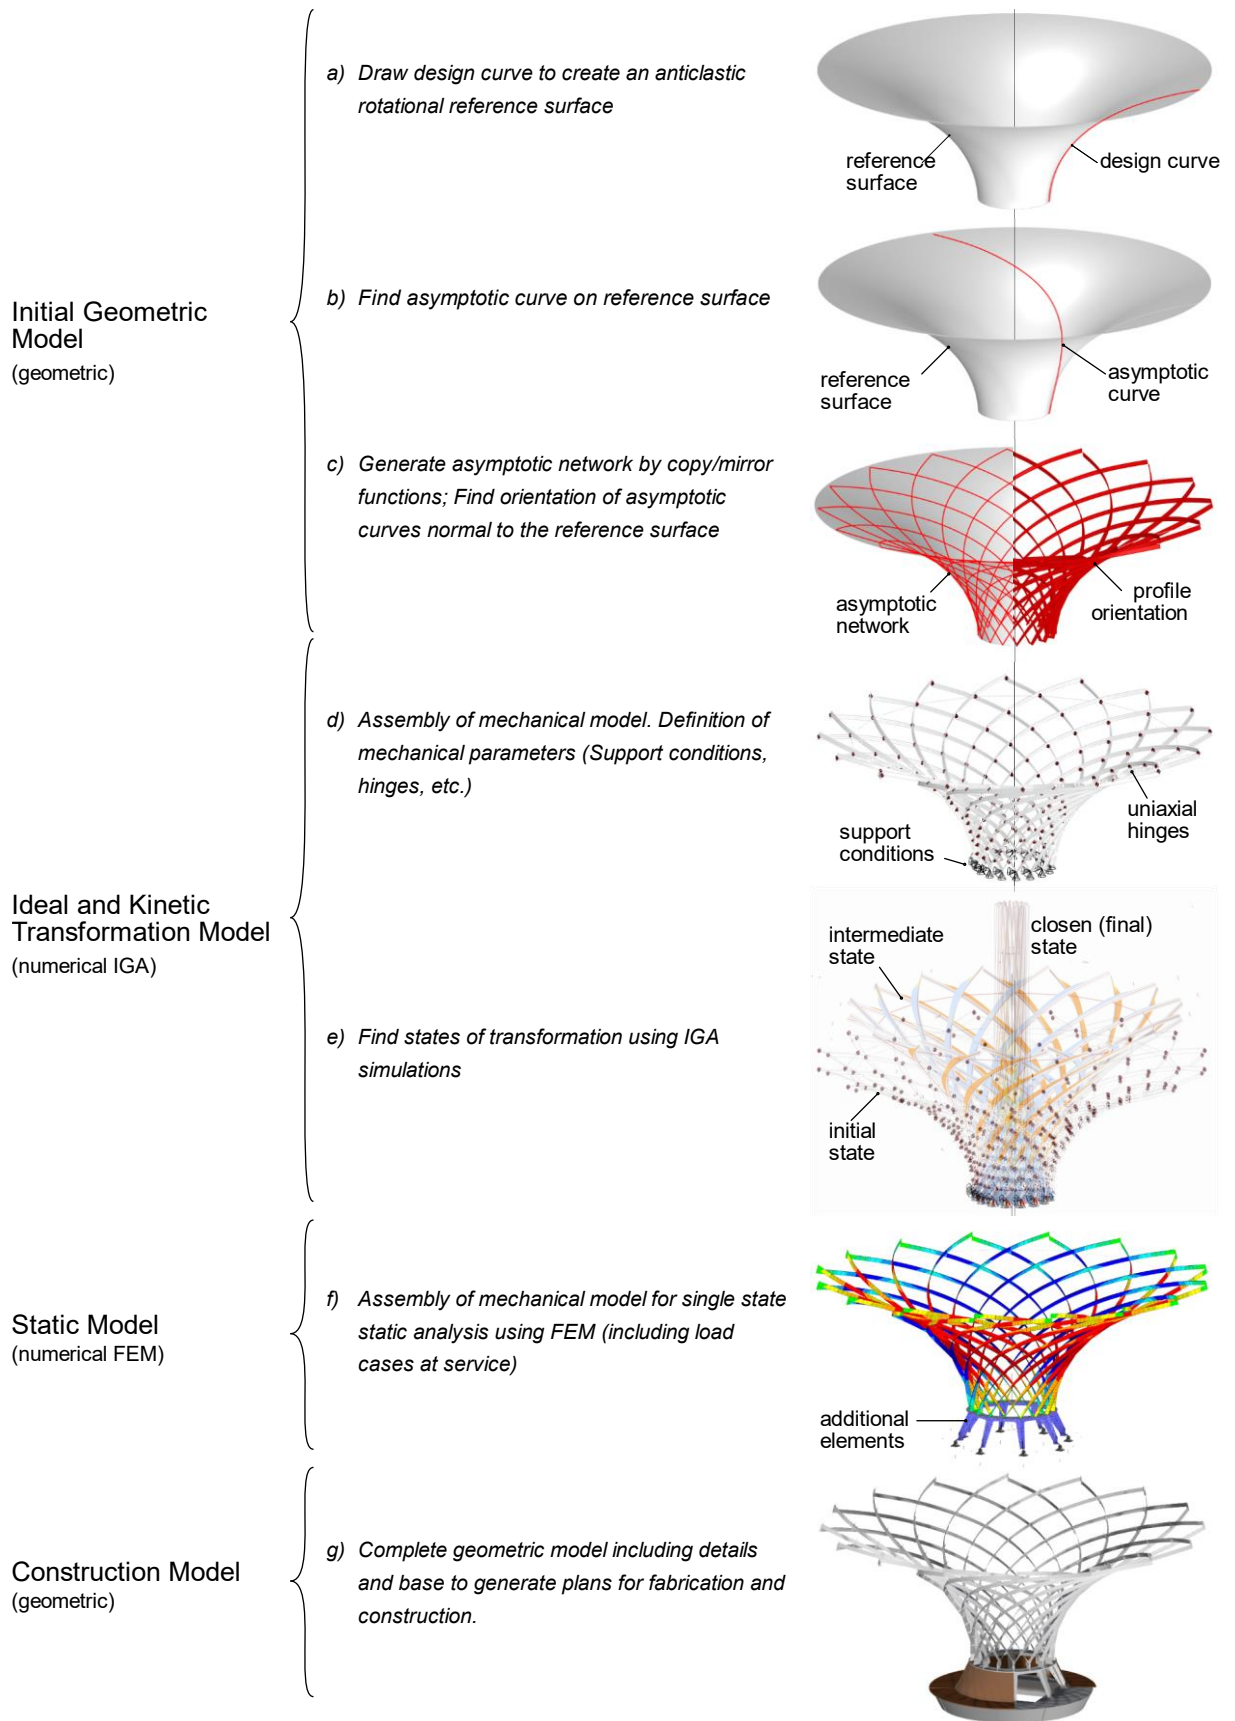 a) Draw design curve to create an anticlastic
rotational reference surface
reference
surface
design curve
Initial Geometric
Model
(geometric)
b) Find asymptotic curve on reference surface
reference
surface
asymptotic
curve
c) Generate asymptotic network by copy/mirror
functions; Find orientation of asymptotic
curves normal to the reference surface
asymptotic
network
profile
orientation
d) Assembly of mechanical model. Definition of
mechanical parameters (Support conditions,
hinges, etc.)
support
conditions
uniaxial
hinges
Ideal and Kinetic
Transformation Model
(numerical IGA)
intermediate
state
closen (final)
state
e) Find states of transformation using IGA
simulations
initial
state
Static Model
(numerical FEM)
f) Assembly of mechanical model for single state
static analysis using FEM (including load
cases at service)
additional
elements
Construction Model
(geometric)
g) Complete geometric model including details
and base to generate plans for fabrication and
construction.